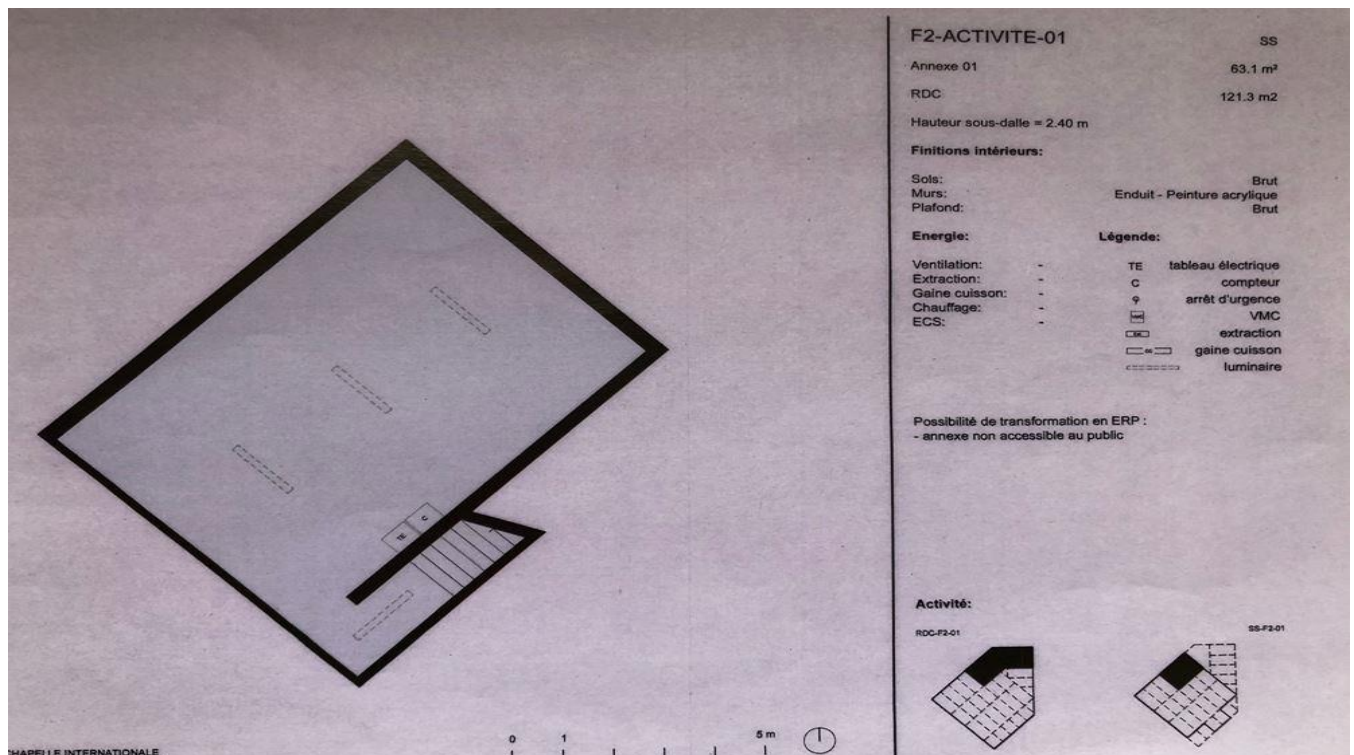 F2-ACTIVITE-01 SS
Annexe 01 63.1 m²
RDC 121.3 m2
Hauteur sous-dalle = 2.40 m
Finitions intérieurs:
Sols: Brut
Murs: Enduit - Peinture acrylique
Plafond: Brut
Energie: Légende:
Ventilation: - TE tableau électrique
Extraction: - C compteur
Gaine cuisson: - arrêt d'urgence
Chauffage: - VMC
ECS: - extraction
gaine cuisson
luminaire
Possibilité de transformation en ERP :
- annexe non accessible au public
TE C
Activité:
RDC-F2-01 SS-F2-01
0 1 5 m
CHAPELLE INTERNATIONALE